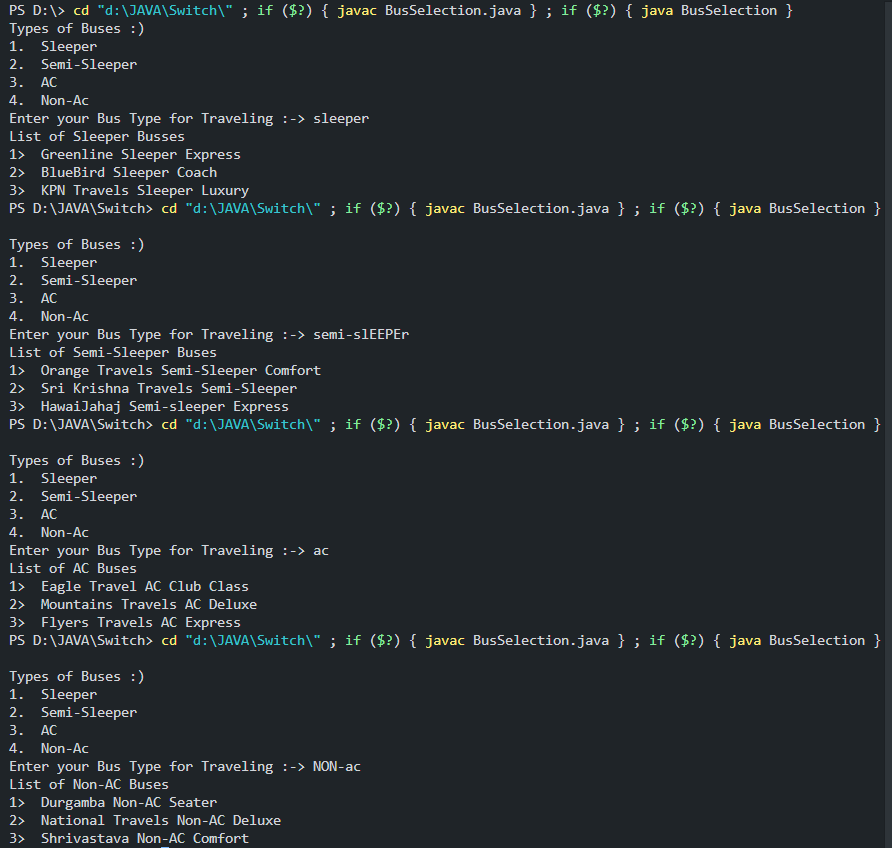 PS D:\> cd "d:\JAVA\Switch\" ; if ($?) { javac BusSelection.java } ; if ($?) { java BusSelection }
Types of Buses :)
1.  Sleeper
2.  Semi-Sleeper
3.  AC
4.  Non-Ac
Enter your Bus Type for Traveling :-> sleeper
List of Sleeper Busses
1>  Greenline Sleeper Express
2>  BlueBird Sleeper Coach
3>  KPN Travels Sleeper Luxury
PS D:\JAVA\Switch> cd "d:\JAVA\Switch\" ; if ($?) { javac BusSelection.java } ; if ($?) { java BusSelection }
Types of Buses :)
1.  Sleeper
2.  Semi-Sleeper
3.  AC
4.  Non-Ac
Enter your Bus Type for Traveling :-> semi-slEEPEr
List of Semi-Sleeper Buses
1>  Orange Travels Semi-Sleeper Comfort
2>  Sri Krishna Travels Semi-Sleeper
3>  HawaiJahaj Semi-sleeper Express
PS D:\JAVA\Switch> cd "d:\JAVA\Switch\" ; if ($?) { javac BusSelection.java } ; if ($?) { java BusSelection }
Types of Buses :)
1.  Sleeper
2.  Semi-Sleeper
3.  AC
4.  Non-Ac
Enter your Bus Type for Traveling :-> ac
List of AC Buses
1>  Eagle Travel AC Club Class
2>  Mountains Travels AC Deluxe
3>  Flyers Travels AC Express
PS D:\JAVA\Switch> cd "d:\JAVA\Switch\" ; if ($?) { javac BusSelection.java } ; if ($?) { java BusSelection }
Types of Buses :)
1.  Sleeper
2.  Semi-Sleeper
3.  AC
4.  Non-Ac
Enter your Bus Type for Traveling :-> NON-ac
List of Non-AC Buses
1>  Durgamba Non-AC Seater
2>  National Travels Non-AC Deluxe
3>  Shrivastava Non-AC Comfort